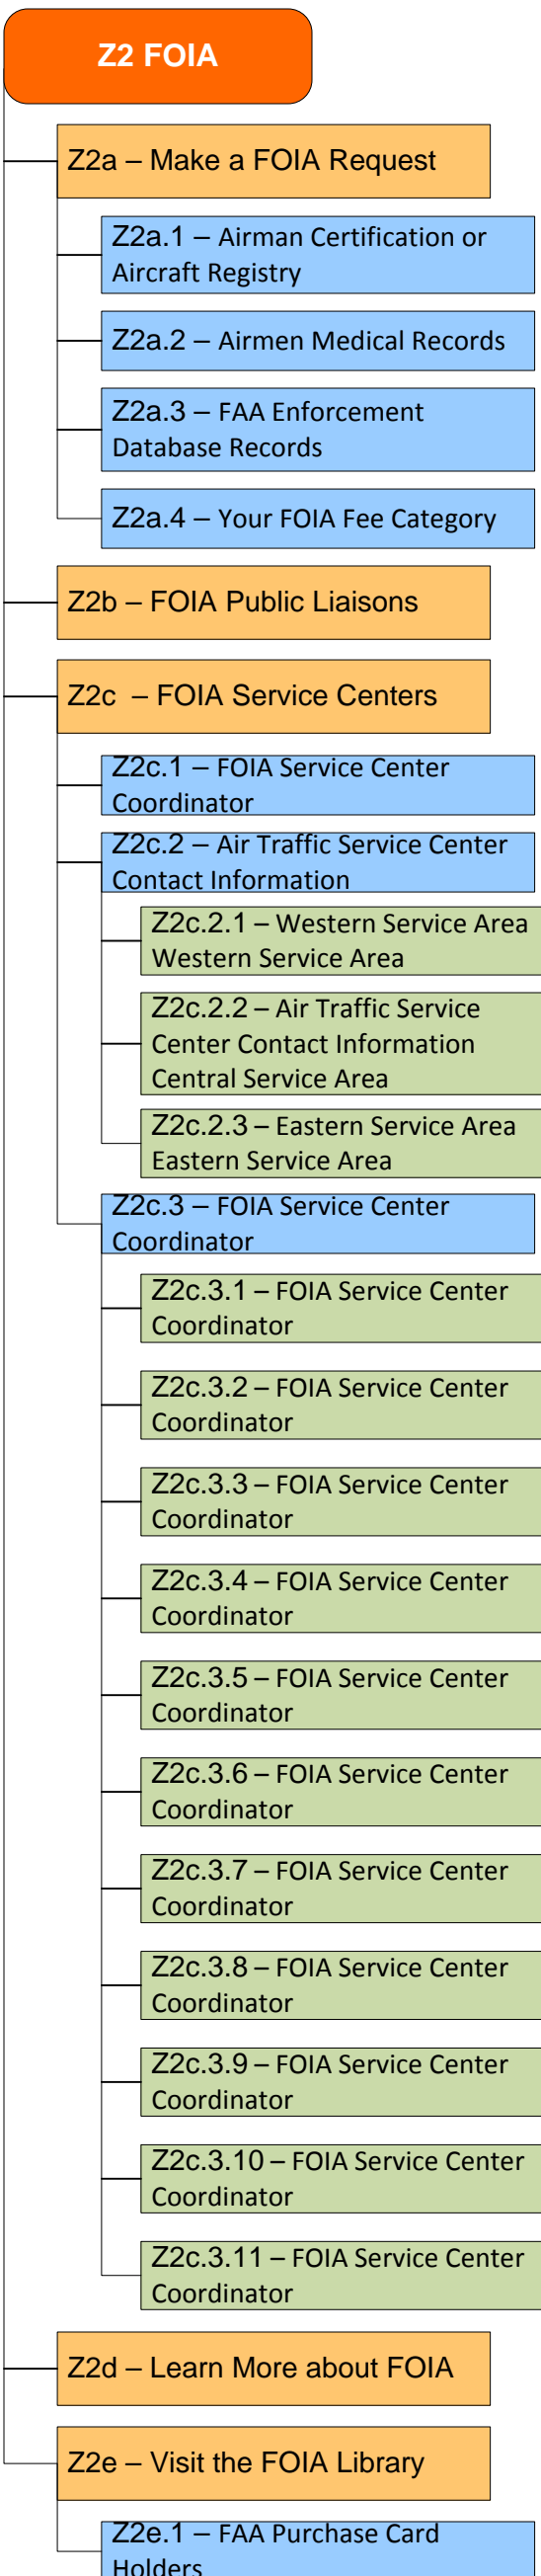 Z2 FOIA
Z2a – Make a FOIA Request
Z2a.1 – Airman Certification or
Aircraft Registry
Z2a.2 – Airmen Medical Records
Z2a.3 – FAA Enforcement
Database Records
Z2a.4 – Your FOIA Fee Category
Z2b – FOIA Public Liaisons
Z2c – FOIA Service Centers
Z2c.1 – FOIA Service Center
Coordinator
Z2c.2 – Air Traffic Service Center
Contact Information
Z2c.2.1 – Western Service Area
Western Service Area
Z2c.2.2 – Air Traffic Service
Center Contact Information
Central Service Area
Z2c.2.3 – Eastern Service Area
Eastern Service Area
Z2c.3 – FOIA Service Center
Coordinator
Z2c.3.1 – FOIA Service Center
Coordinator
Z2c.3.2 – FOIA Service Center
Coordinator
Z2c.3.3 – FOIA Service Center
Coordinator
Z2c.3.4 – FOIA Service Center
Coordinator
Z2c.3.5 – FOIA Service Center
Coordinator
Z2c.3.6 – FOIA Service Center
Coordinator
Z2c.3.7 – FOIA Service Center
Coordinator
Z2c.3.8 – FOIA Service Center
Coordinator
Z2c.3.9 – FOIA Service Center
Coordinator
Z2c.3.10 – FOIA Service Center
Coordinator
Z2c.3.11 – FOIA Service Center
Coordinator
Z2d – Learn More about FOIA
Z2e – Visit the FOIA Library
Z2e.1 – FAA Purchase Card
Holders